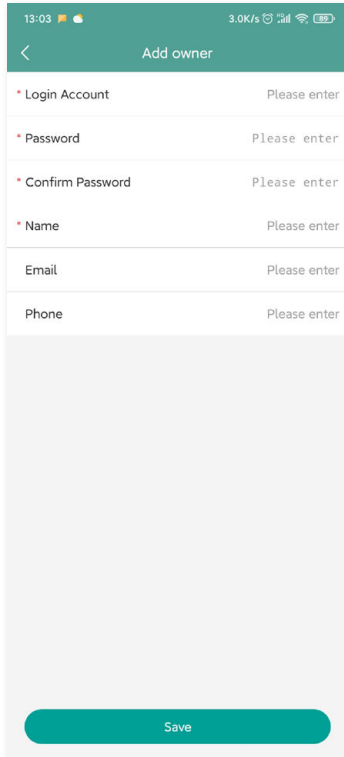 13:03 3.0K/s 89
Add owner
* Login Account Please enter
* Password Please enter
* Confirm Password Please enter
* Name Please enter
Email Please enter
Phone Please enter
Save